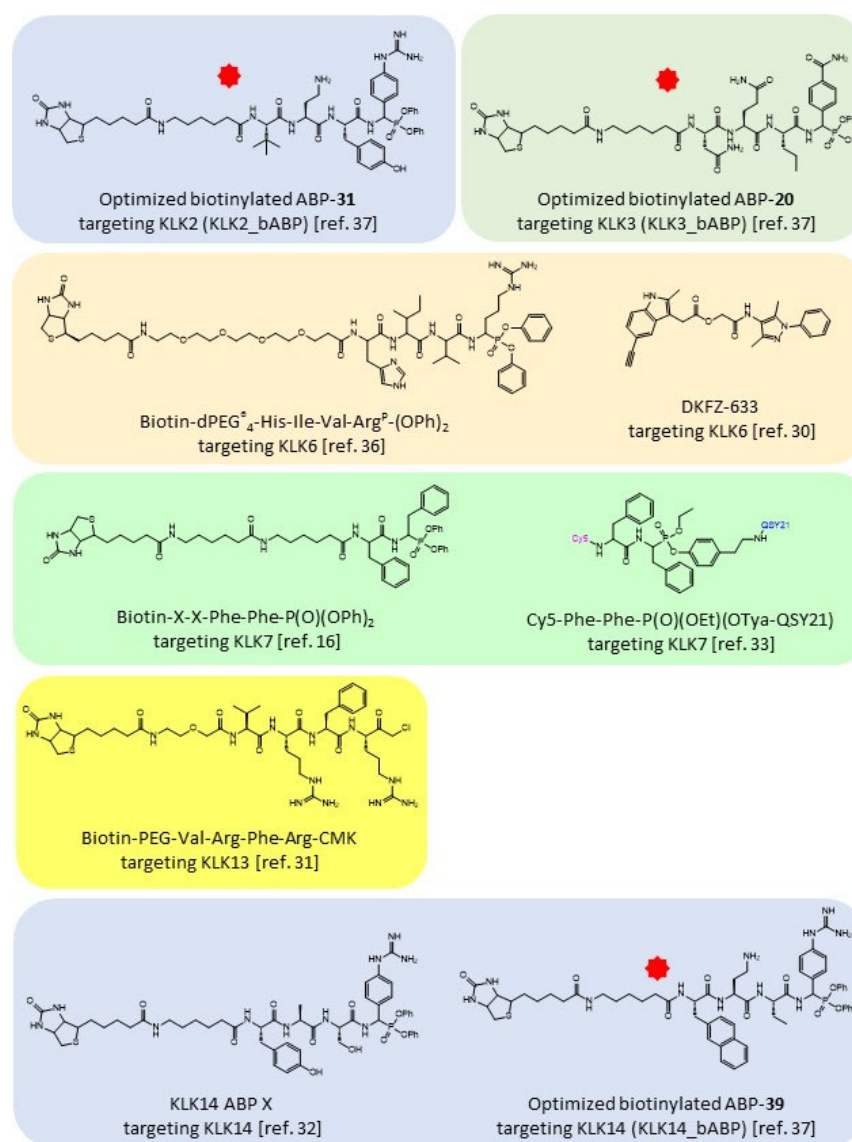 Optimized biotinylated ABP-31
targeting KLK2 (KLK2_bABP) [ref. 37]
Optimized biotinylated ABP-20
targeting KLK3 (KLK3_bABP) [ref. 37]
Biotin-dPEG®4-His-Ile-Val-Argᴾ-(OPh)2
targeting KLK6 [ref. 36]
DKFZ-633
targeting KLK6 [ref. 30]
Cy5
QSY21
Biotin-X-X-Phe-Phe-P(O)(OPh)2
targeting KLK7 [ref. 16]
Cy5-Phe-Phe-P(O)(OEt)(OTya-QSY21)
targeting KLK7 [ref. 33]
Biotin-PEG-Val-Arg-Phe-Arg-CMK
targeting KLK13 [ref. 31]
KLK14 ABP X
targeting KLK14 [ref. 32]
Optimized biotinylated ABP-39
targeting KLK14 (KLK14_bABP) [ref. 37]